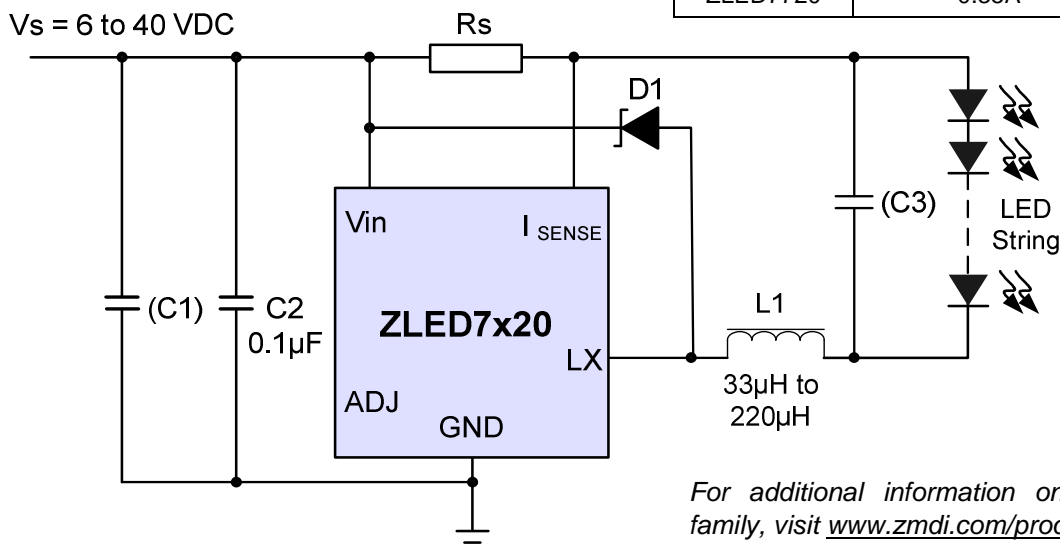 Vs = 6 to 40 VDC
Rs
D1
Vin
I SENSE
(C3)
LED
String
(C1)
C2
0.1µF
ZLED7x20
L1
LX
33µH to
220µH
ADJ
GND
For additional information on
family, visit www.zmdi.com/prod